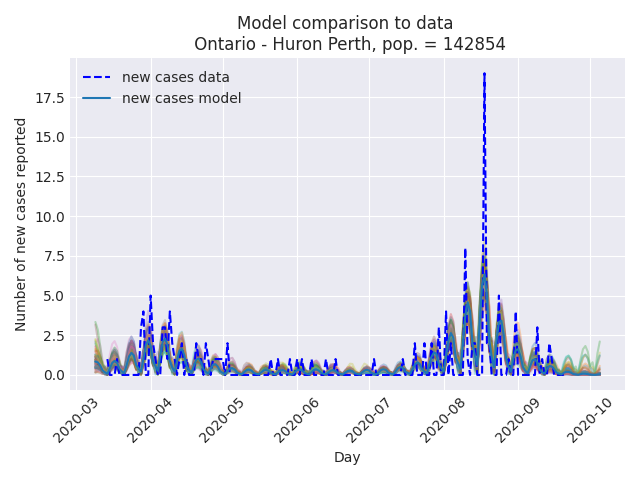 Model comparison to data
Ontario - Huron Perth, pop. = 142854
new cases data
new cases model
17.5
15.0
12.5
10.0
7.5
5.0
2.5
0.0
Number of new cases reported
2020-03
2020-04
2020-05
2020-06
2020-07
2020-08
2020-09
2020-10
Day